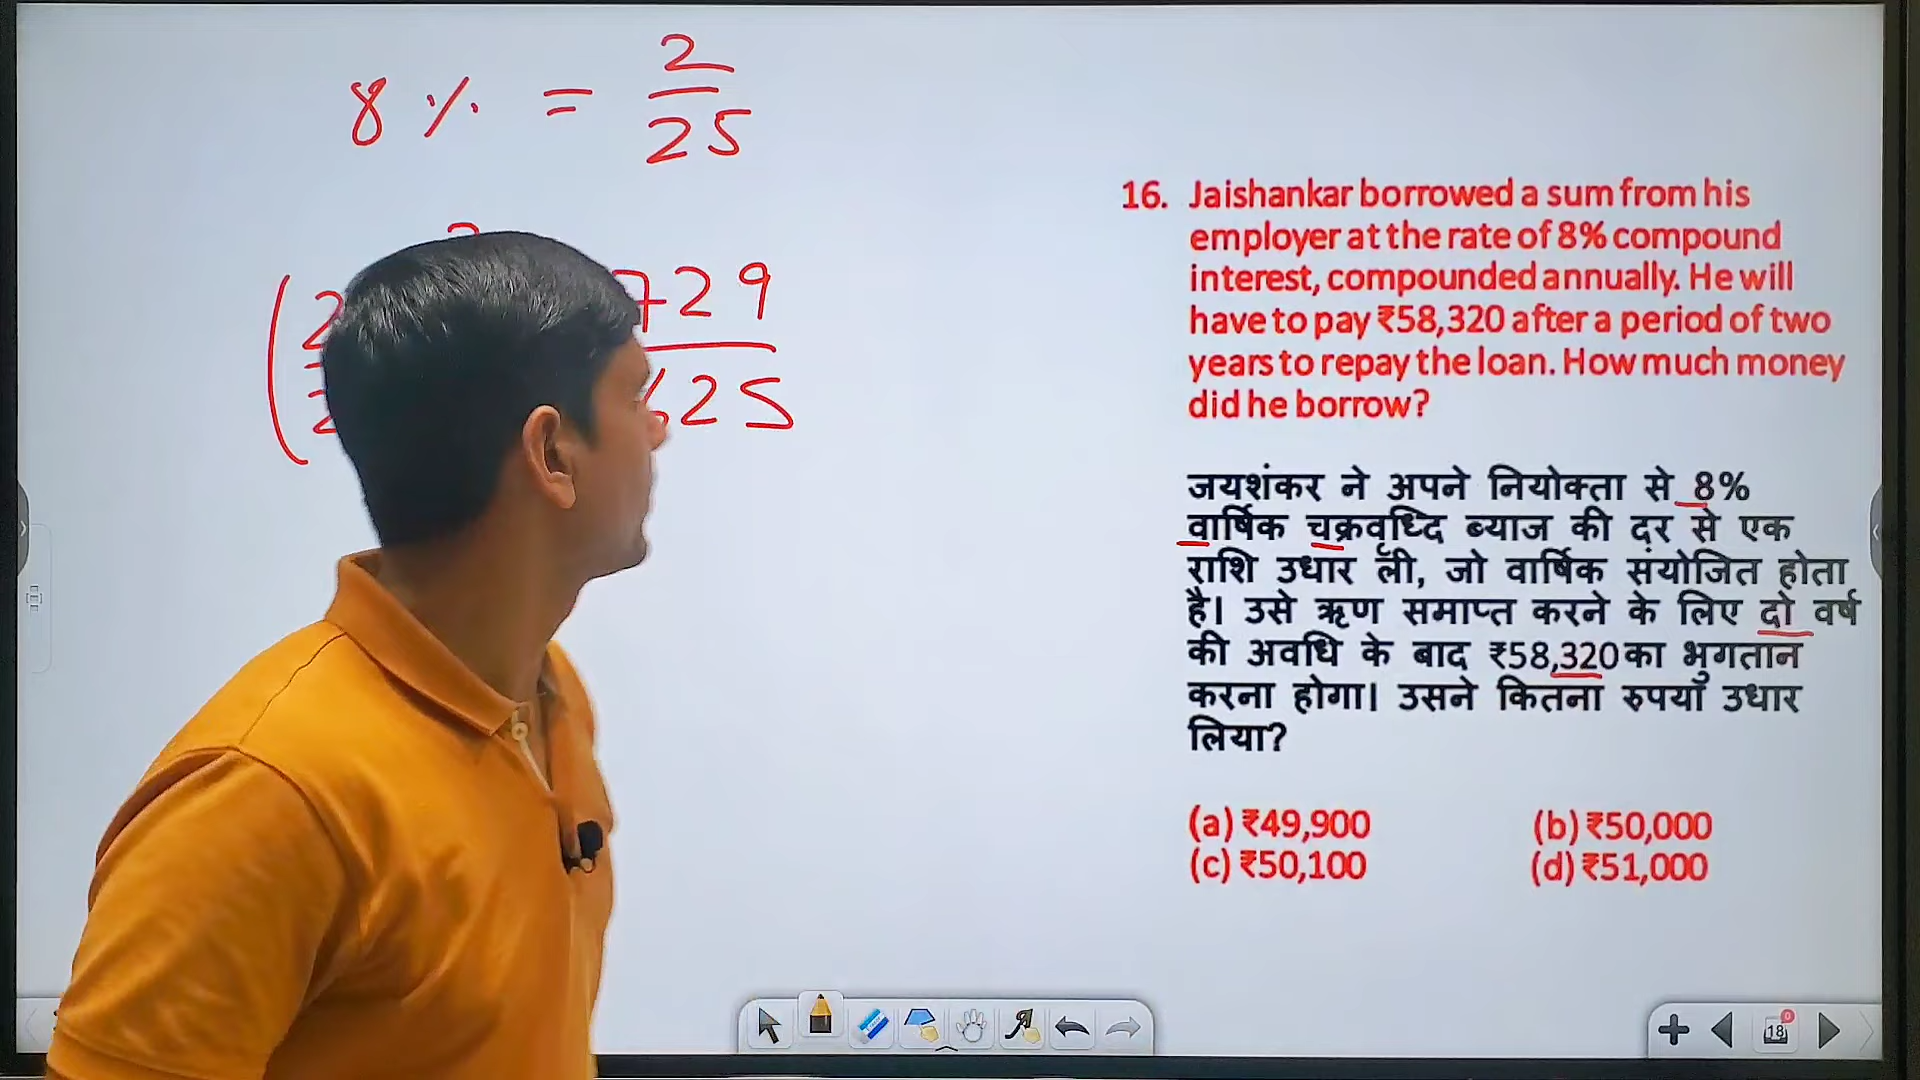 8 % = 2/25
729
625
16. Jaishankar borrowed a sum from his
employer at the rate of 8% compound
interest, compounded annually. He will
have to pay ₹58,320 after a period of two
years to repay the loan. How much money
did he borrow?
जयशंकर ने अपने नियोक्ता से 8%
वार्षिक चक्रवृध्दि ब्याज की दर से एक
राशि उधार ली, जो वार्षिक संयोजित होता
है। उसे ऋण समाप्त करने के लिए दो वर्ष
की अवधि के बाद ₹58,320का भुगतान
करना होगा। उसने कितना रुपया उधार
लिया?
(a) ₹49,900 (b) ₹50,000
(c) ₹50,100 (d) ₹51,000
18